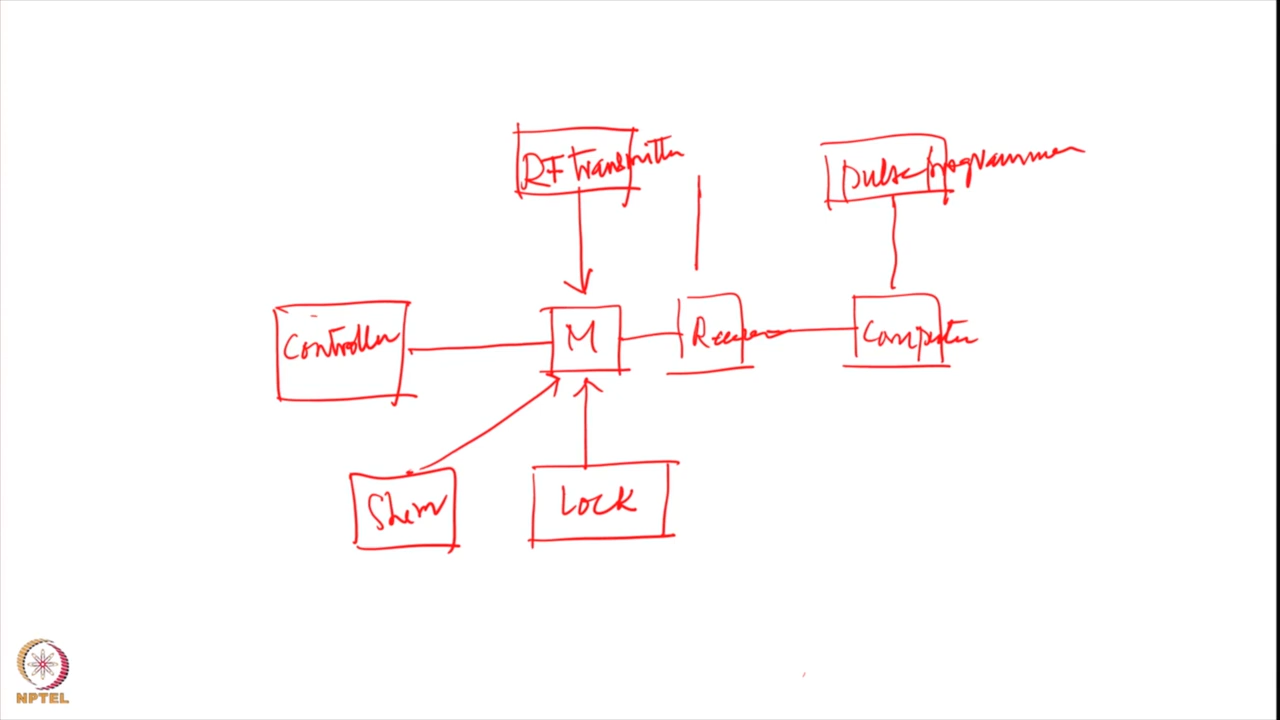 RF transmitter
Pulse programmer
Controller
M
Receiver
Computer
Shim
Lock
NPTEL